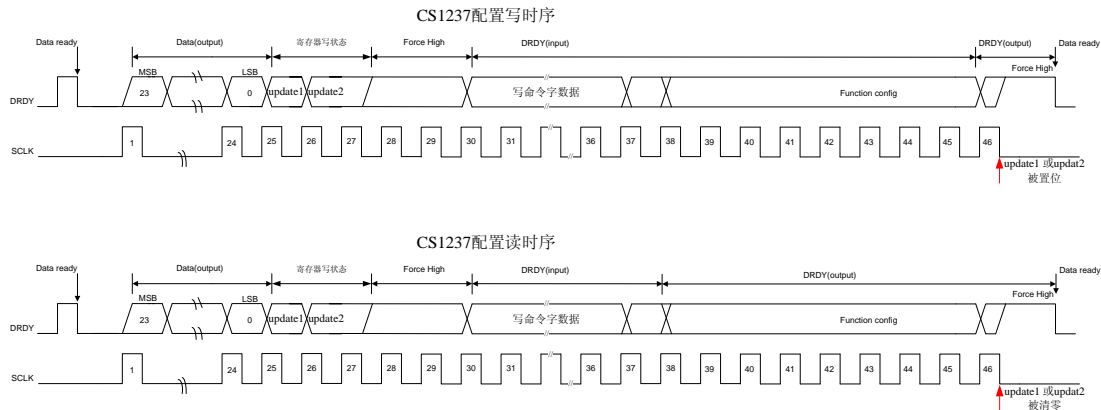 CS1237配置写时序
Data ready
Data(output)
寄存器写状态
Force High
DRDY(input)
DRDY(output)
Data ready
MSB
LSB
Force High
DRDY
23
0
update1
update2
写命令字数据
Function config
SCLK
1
24
25
26
27
28
29
30
31
36
37
38
39
40
41
42
43
44
45
46
update1 或updat2
被置位
CS1237配置读时序
Data ready
Data(output)
寄存器写状态
Force High
DRDY(input)
DRDY(output)
Data ready
MSB
LSB
Force High
DRDY
23
0
update1
update2
写命令字数据
Function config
SCLK
1
24
25
26
27
28
29
30
31
36
37
38
39
40
41
42
43
44
45
46
update1 或updat2
被清零